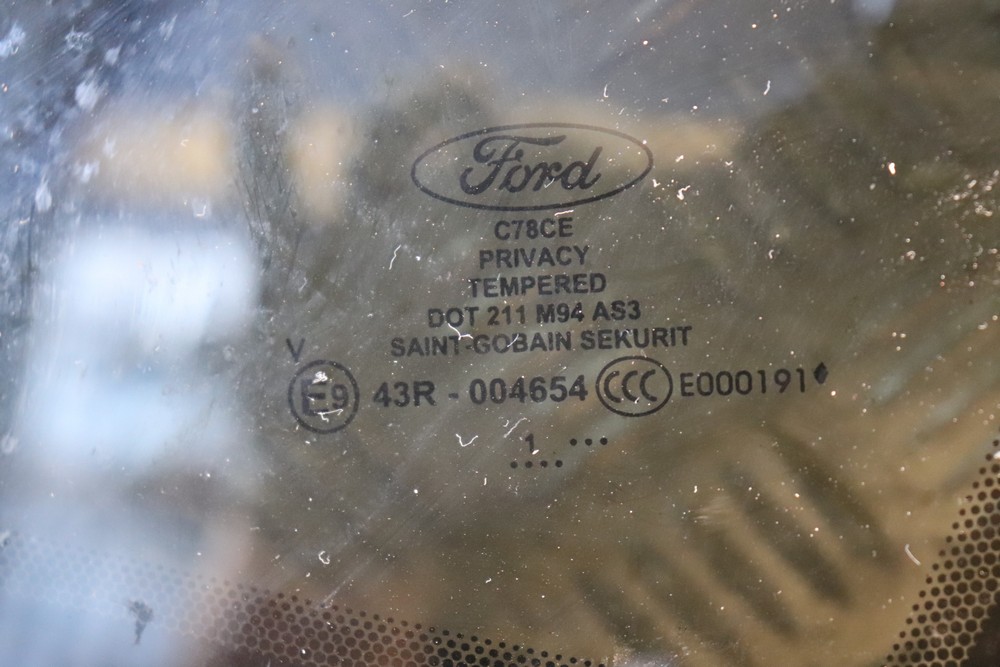 Ford
C78CE
PRIVACY
TEMPERED
DOT 211 M94 AS3
SAINT-GOBAIN SEKURIT
V
E9 43R - 004654 CCC E000191
1 ...
....